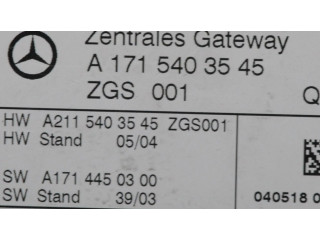 Zentrales Gateway
A 171 540 35 45
ZGS 001 Q
HW A211 540 35 45 ZGS001
HW Stand 05/04
SW A171 445 03 00
SW Stand 39/03
040518 0